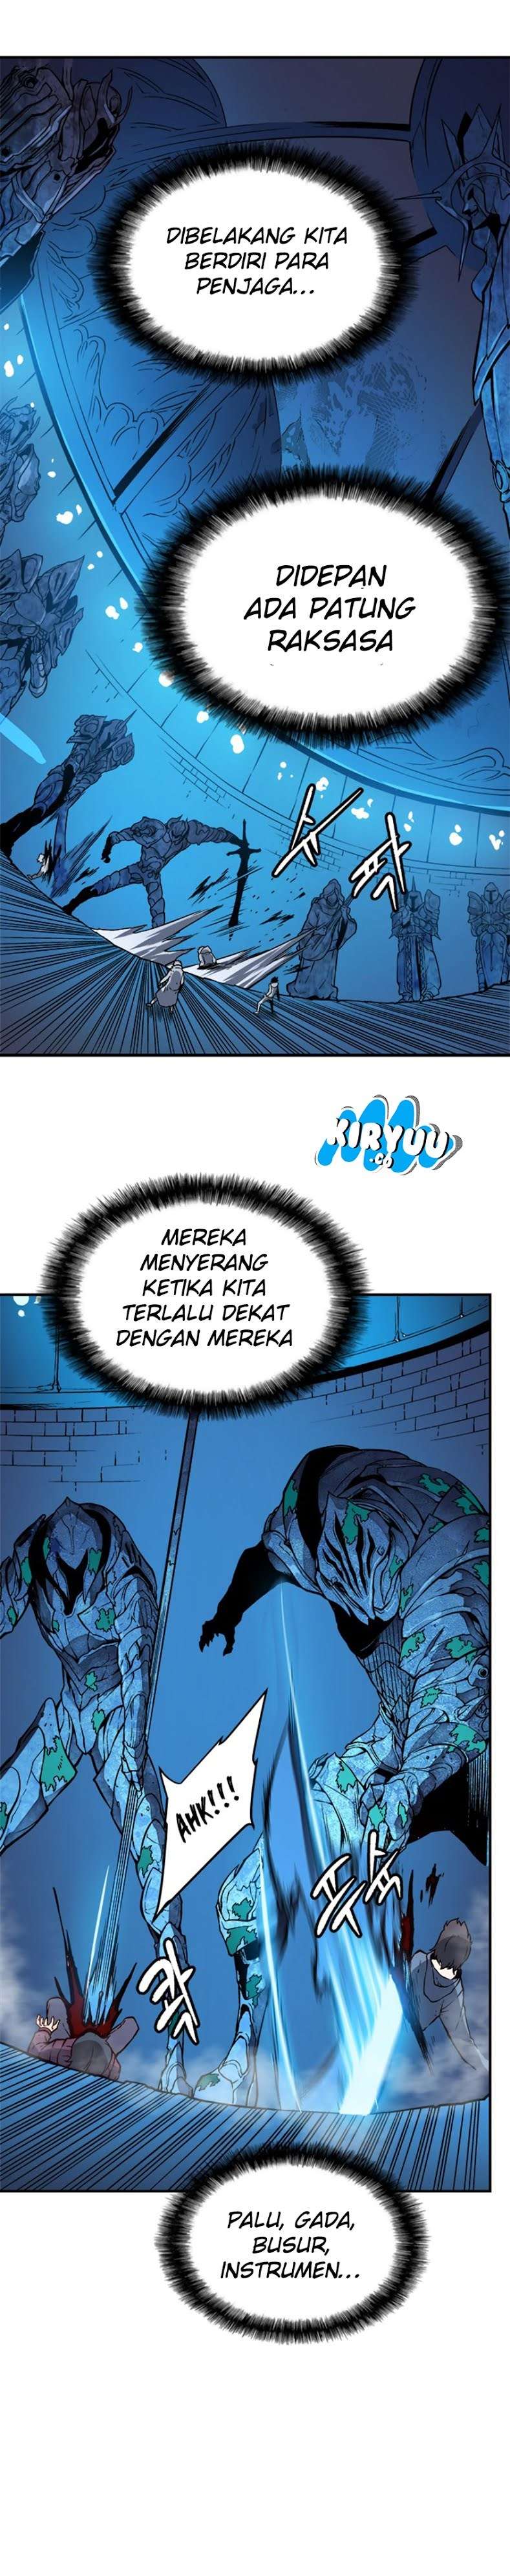 DIBELAKANG KITA
BERDIRI PARA
PENJAGA...
DIDEPAN
ADA PATUNG
RAKSASA
KIRYUU
.CO
MEREKA
MENYERANG
KETIKA KITA
TERLALU DEKAT
DENGAN MEREKA
AHK!!!
PALU, GADA,
BUSUR,
INSTRUMEN...